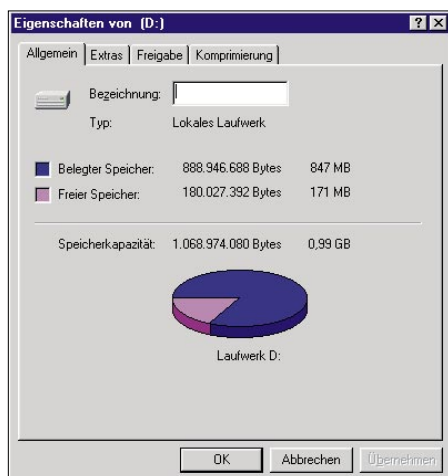 Eigenschaften von (D:)
Allgemein Extras Freigabe Komprimierung
Bezeichnung:
Typ: Lokales Laufwerk
Belegter Speicher: 888.946.688 Bytes 847 MB
Freier Speicher: 180.027.392 Bytes 171 MB
Speicherkapazität: 1.068.974.080 Bytes 0,99 GB
Laufwerk D:
OK Abbrechen Übernehmen